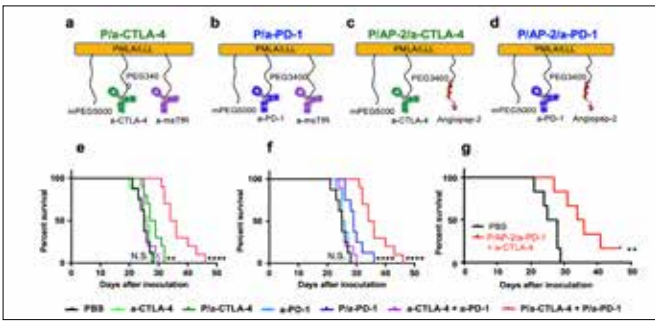 P/a-CTLA-4
P/a-PD-1
P/AP-2/a-CTLA-4
P/AP-2/a-PD-1
a
b
c
d
PMLA/LLL
PMLA/LLL
PMLA/LLL
PMLA/LLL
PEG3400
PEG3400
PEG3400
mPEG5000
a-CTLA-4
a-msTfR
mPEG5000
a-PD-1
a-msTfR
mPEG5000
a-CTLA-4
Angiopep-2
mPEG5000
a-PD-1
Angiopep-2
e
f
g
Percent survival
100
50
N.S.
**
****
0
10
20
30
40
50
Days after inoculation
Percent survival
100
50
N.S.
0
10
20
30
40
50
Days after inoculation
Percent survival
100
50
PBS
P/AP-2/a-PD-1
+ a-CTLA-4
**
0
10
20
30
40
50
Days after inoculation
PBS
a-CTLA-4
P/a-CTLA-4
a-PD-1
P/a-PD-1
a-CTLA-4 + a-PD-1
P/a-CTLA-4 + P/a-PD-1